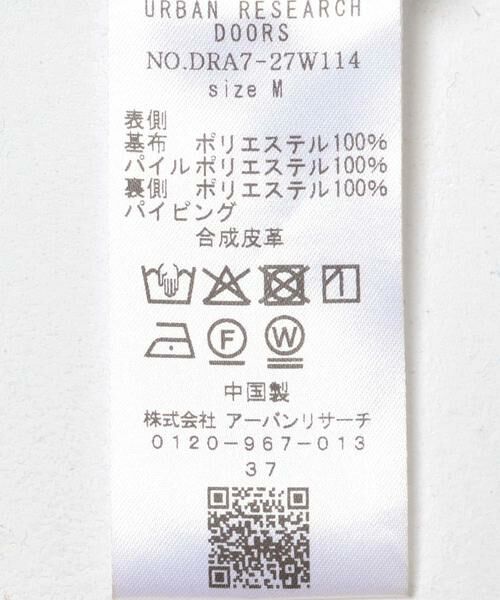 URBAN RESEARCH
DOORS
NO.DRA7-27W114
size M
表側
基布 ポリエステル100%
パイル ポリエステル100%
裏側 ポリエステル100%
パイピング
合成皮革
F W
中国製
株式会社 アーバンリサーチ
0120-967-013
37